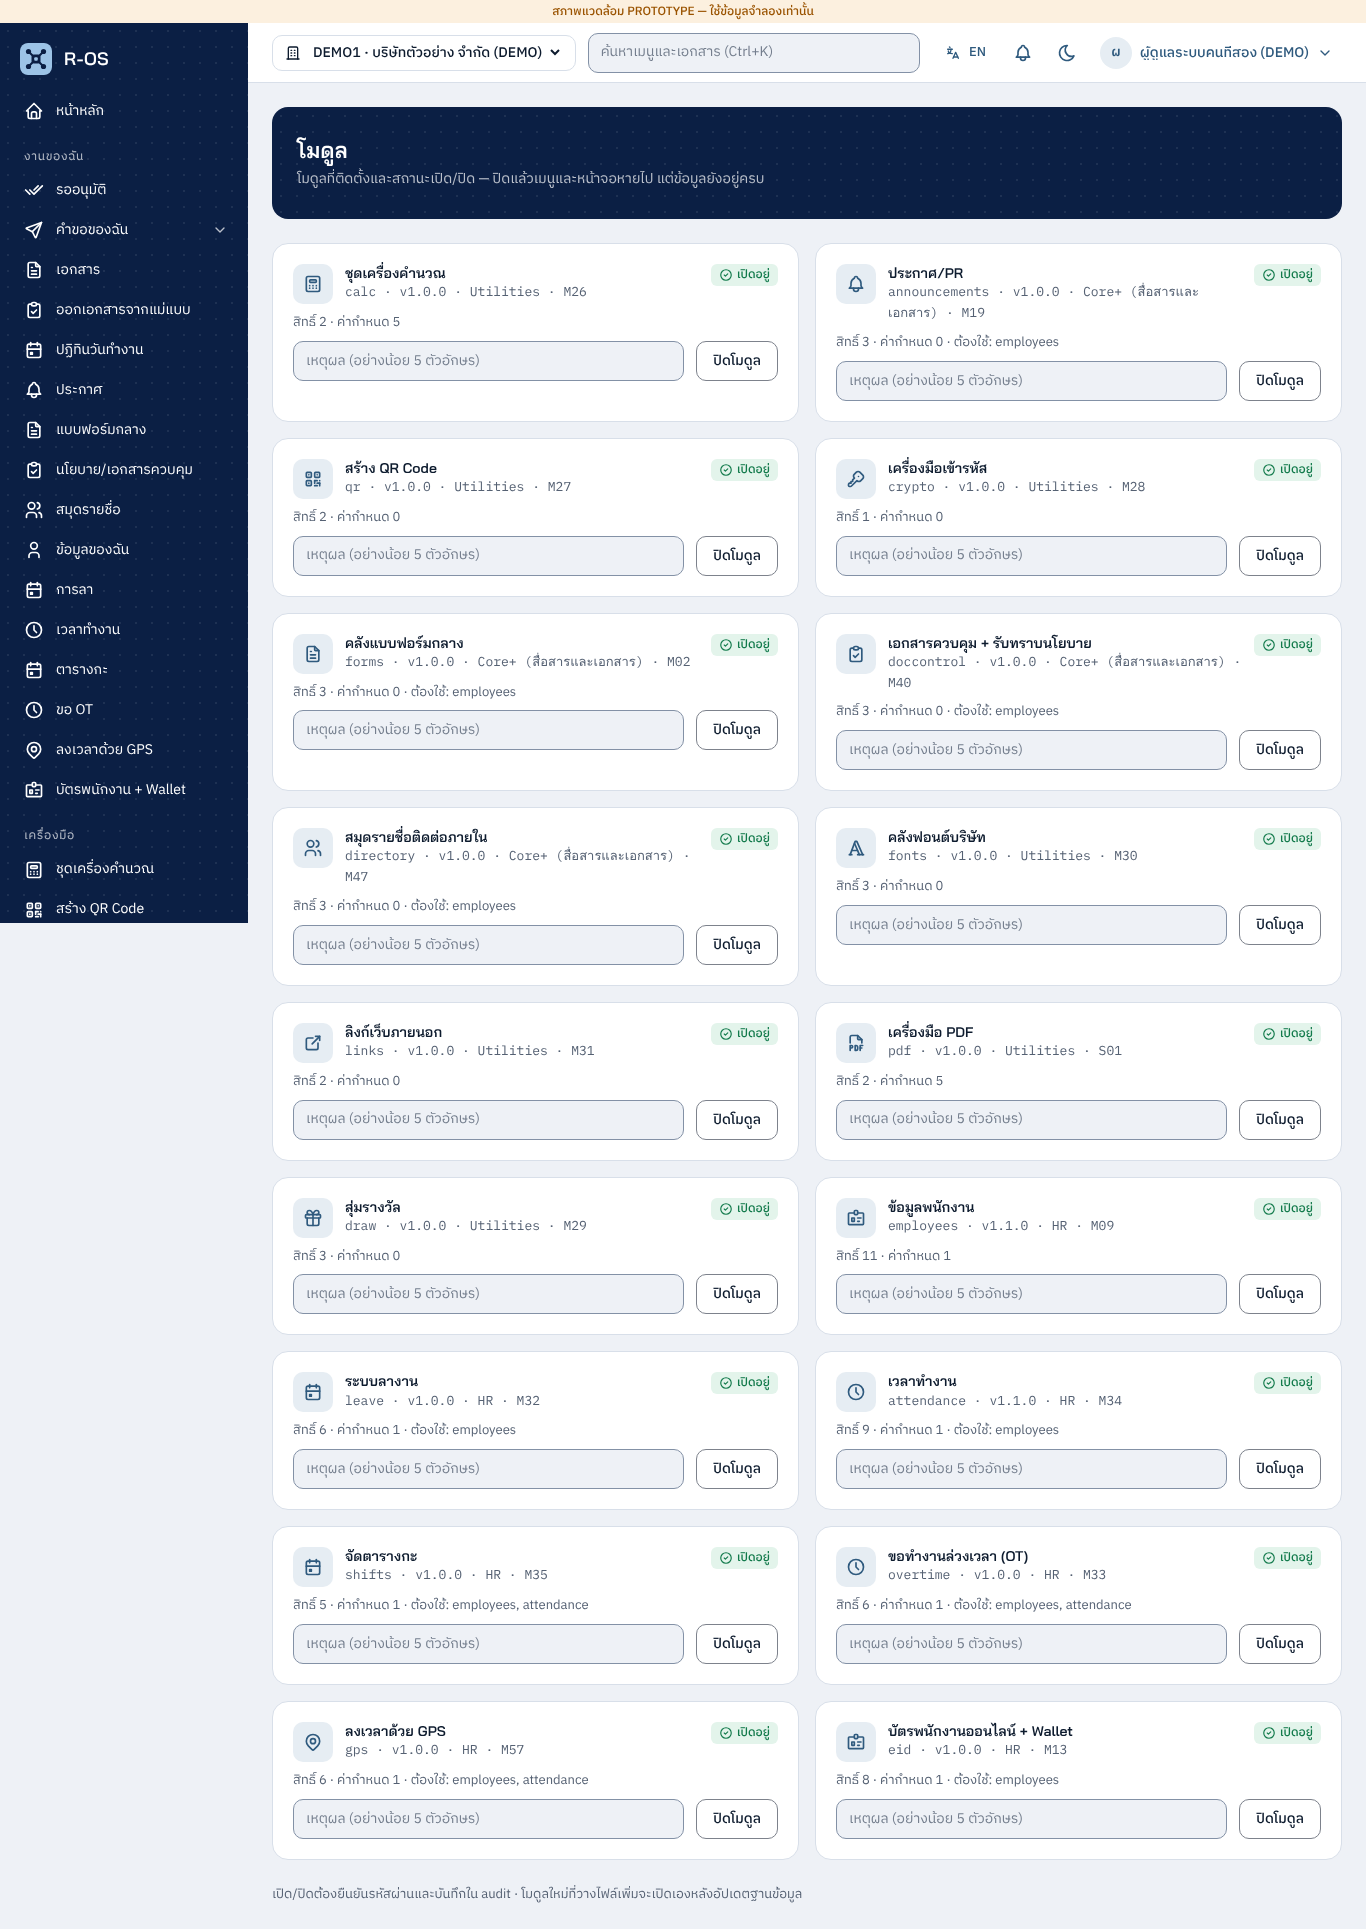 สภาพแวดล้อม PROTOTYPE — ใช้ข้อมูลจำลองเท่านั้น
R-OS
DEMO1 · บริษัทตัวอย่าง จำกัด (DEMO)
ค้นหาเมนูและเอกสาร (Ctrl+K)
EN
ผ
ผู้ดูแลระบบคนที่สอง (DEMO)
หน้าหลัก
งานของฉัน
รออนุมัติ
คำขอของฉัน
เอกสาร
ออกเอกสารจากแม่แบบ
ปฏิทินวันทำงาน
ประกาศ
แบบฟอร์มกลาง
นโยบาย/เอกสารควบคุม
สมุดรายชื่อ
ข้อมูลของฉัน
การลา
เวลาทำงาน
ตารางกะ
ขอ OT
ลงเวลาด้วย GPS
บัตรพนักงาน + Wallet
เครื่องมือ
ชุดเครื่องคำนวณ
สร้าง QR Code
โมดูล
โมดูลที่ติดตั้งและสถานะเปิด/ปิด — ปิดแล้วเมนูและหน้าจอหายไป แต่ข้อมูลยังอยู่ครบ
ชุดเครื่องคำนวณ
เปิดอยู่
calc · v1.0.0 · Utilities · M26
สิทธิ์ 2 · ค่ากำหนด 5
เหตุผล (อย่างน้อย 5 ตัวอักษร)
ปิดโมดูล
ประกาศ/PR
เปิดอยู่
announcements · v1.0.0 · Core+ (สื่อสารและ
เอกสาร) · M19
สิทธิ์ 3 · ค่ากำหนด 0 · ต้องใช้: employees
เหตุผล (อย่างน้อย 5 ตัวอักษร)
ปิดโมดูล
สร้าง QR Code
เปิดอยู่
qr · v1.0.0 · Utilities · M27
สิทธิ์ 2 · ค่ากำหนด 0
เหตุผล (อย่างน้อย 5 ตัวอักษร)
ปิดโมดูล
เครื่องมือเข้ารหัส
เปิดอยู่
crypto · v1.0.0 · Utilities · M28
สิทธิ์ 1 · ค่ากำหนด 0
เหตุผล (อย่างน้อย 5 ตัวอักษร)
ปิดโมดูล
คลังแบบฟอร์มกลาง
เปิดอยู่
forms · v1.0.0 · Core+ (สื่อสารและเอกสาร) · M02
สิทธิ์ 3 · ค่ากำหนด 0 · ต้องใช้: employees
เหตุผล (อย่างน้อย 5 ตัวอักษร)
ปิดโมดูล
เอกสารควบคุม + รับทราบนโยบาย
เปิดอยู่
doccontrol · v1.0.0 · Core+ (สื่อสารและเอกสาร) ·
M40
สิทธิ์ 3 · ค่ากำหนด 0 · ต้องใช้: employees
เหตุผล (อย่างน้อย 5 ตัวอักษร)
ปิดโมดูล
สมุดรายชื่อติดต่อภายใน
เปิดอยู่
directory · v1.0.0 · Core+ (สื่อสารและเอกสาร) ·
M47
สิทธิ์ 3 · ค่ากำหนด 0 · ต้องใช้: employees
เหตุผล (อย่างน้อย 5 ตัวอักษร)
ปิดโมดูล
คลังฟอนต์บริษัท
เปิดอยู่
fonts · v1.0.0 · Utilities · M30
สิทธิ์ 3 · ค่ากำหนด 0
เหตุผล (อย่างน้อย 5 ตัวอักษร)
ปิดโมดูล
ลิงก์เว็บภายนอก
เปิดอยู่
links · v1.0.0 · Utilities · M31
สิทธิ์ 2 · ค่ากำหนด 0
เหตุผล (อย่างน้อย 5 ตัวอักษร)
ปิดโมดูล
PDF
เครื่องมือ PDF
เปิดอยู่
pdf · v1.0.0 · Utilities · S01
สิทธิ์ 2 · ค่ากำหนด 5
เหตุผล (อย่างน้อย 5 ตัวอักษร)
ปิดโมดูล
สุ่มรางวัล
เปิดอยู่
draw · v1.0.0 · Utilities · M29
สิทธิ์ 3 · ค่ากำหนด 0
เหตุผล (อย่างน้อย 5 ตัวอักษร)
ปิดโมดูล
ข้อมูลพนักงาน
เปิดอยู่
employees · v1.1.0 · HR · M09
สิทธิ์ 11 · ค่ากำหนด 1
เหตุผล (อย่างน้อย 5 ตัวอักษร)
ปิดโมดูล
ระบบลางาน
เปิดอยู่
leave · v1.0.0 · HR · M32
สิทธิ์ 6 · ค่ากำหนด 1 · ต้องใช้: employees
เหตุผล (อย่างน้อย 5 ตัวอักษร)
ปิดโมดูล
เวลาทำงาน
เปิดอยู่
attendance · v1.1.0 · HR · M34
สิทธิ์ 9 · ค่ากำหนด 1 · ต้องใช้: employees
เหตุผล (อย่างน้อย 5 ตัวอักษร)
ปิดโมดูล
จัดตารางกะ
เปิดอยู่
shifts · v1.0.0 · HR · M35
สิทธิ์ 5 · ค่ากำหนด 1 · ต้องใช้: employees, attendance
เหตุผล (อย่างน้อย 5 ตัวอักษร)
ปิดโมดูล
ขอทำงานล่วงเวลา (OT)
เปิดอยู่
overtime · v1.0.0 · HR · M33
สิทธิ์ 6 · ค่ากำหนด 1 · ต้องใช้: employees, attendance
เหตุผล (อย่างน้อย 5 ตัวอักษร)
ปิดโมดูล
ลงเวลาด้วย GPS
เปิดอยู่
gps · v1.0.0 · HR · M57
สิทธิ์ 6 · ค่ากำหนด 1 · ต้องใช้: employees, attendance
เหตุผล (อย่างน้อย 5 ตัวอักษร)
ปิดโมดูล
บัตรพนักงานออนไลน์ + Wallet
เปิดอยู่
eid · v1.0.0 · HR · M13
สิทธิ์ 8 · ค่ากำหนด 1 · ต้องใช้: employees
เหตุผล (อย่างน้อย 5 ตัวอักษร)
ปิดโมดูล
เปิด/ปิดต้องยืนยันรหัสผ่านและบันทึกใน audit · โมดูลใหม่ที่วางไฟล์เพิ่มจะเปิดเองหลังอัปเดตฐานข้อมูล